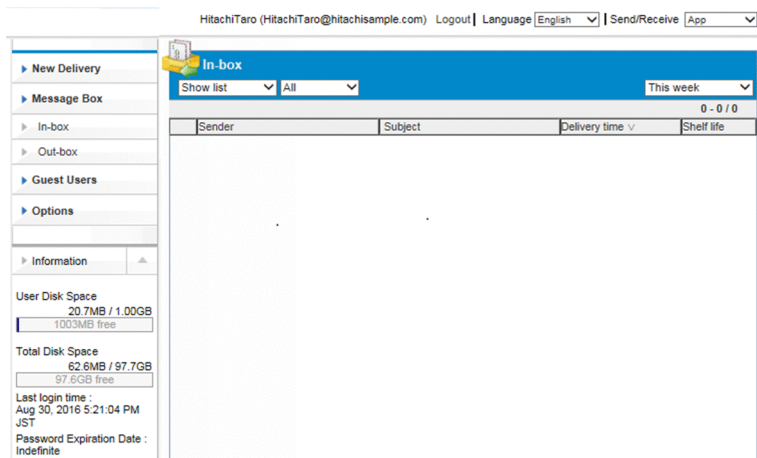 HitachiTaro (HitachiTaro@hitachisample.com) Logout Language English Send/Receive App
New Delivery
Message Box
In-box
Out-box
Guest Users
Options
Information
User Disk Space
20.7MB / 1.00GB
1003MB free
Total Disk Space
62.6MB / 97.7GB
97.6GB free
Last login time :
Aug 30, 2016 5:21:04 PM
JST
Password Expiration Date :
Indefinite
In-box
Show list All This week
0 - 0 / 0
Sender Subject Delivery time Shelf life